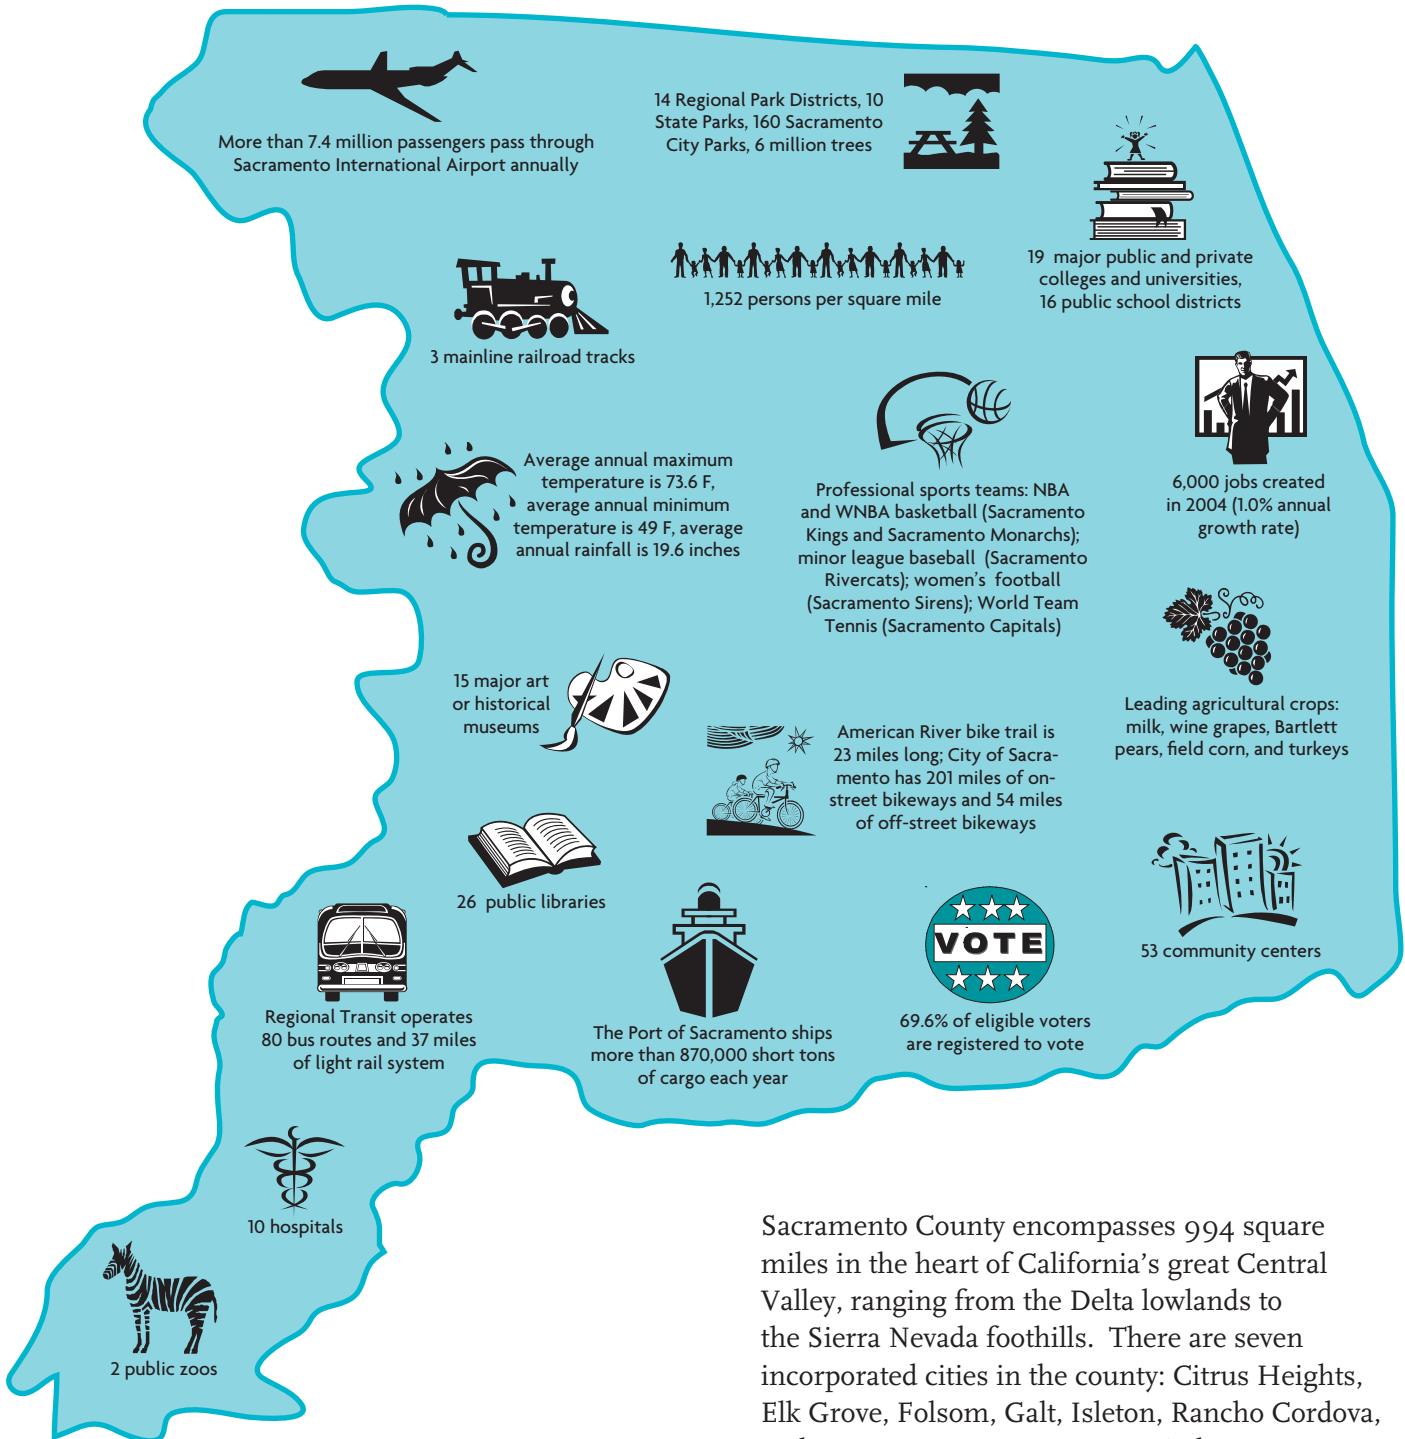 More than 7.4 million passengers pass through
Sacramento International Airport annually
14 Regional Park Districts, 10
State Parks, 160 Sacramento
City Parks, 6 million trees
19 major public and private
colleges and universities,
16 public school districts
1,252 persons per square mile
3 mainline railroad tracks
Average annual maximum
temperature is 73.6 F,
average annual minimum
temperature is 49 F, average
annual rainfall is 19.6 inches
Professional sports teams: NBA
and WNBA basketball (Sacramento
Kings and Sacramento Monarchs);
minor league baseball (Sacramento
Rivercats); women's football
(Sacramento Sirens); World Team
Tennis (Sacramento Capitals)
6,000 jobs created
in 2004 (1.0% annual
growth rate)
15 major art
or historical
museums
Leading agricultural crops:
milk, wine grapes, Bartlett
pears, field corn, and turkeys
American River bike trail is
23 miles long; City of Sacra-
mento has 201 miles of on-
street bikeways and 54 miles
of off-street bikeways
26 public libraries
53 community centers
VOTE
69.6% of eligible voters
are registered to vote
Regional Transit operates
80 bus routes and 37 miles
of light rail system
The Port of Sacramento ships
more than 870,000 short tons
of cargo each year
10 hospitals
2 public zoos
Sacramento County encompasses 994 square
miles in the heart of California's great Central
Valley, ranging from the Delta lowlands to
the Sierra Nevada foothills. There are seven
incorporated cities in the county: Citrus Heights,
Elk Grove, Folsom, Galt, Isleton, Rancho Cordova,